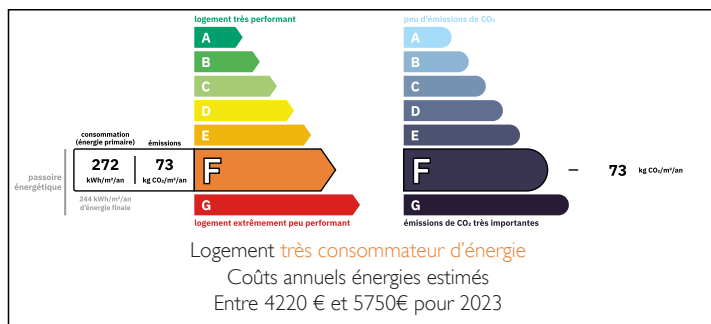 logement très performant
A
B
C
D
E
consommation
(énergie primaire)
émissions
272
kWh/m²/an
73
kg CO₂/m²/an
F
passoire
énergétique
244 kWh/m²/an
d'énergie finale
G
logement extrêmement peu performant
peu d'émissions de CO₂
A
B
C
D
E
F
73 kg CO₂/m²/an
G
émissions de CO₂ très importantes
Logement très consommateur d'énergie
Coûts annuels énergies estimés
Entre 4220 € et 5750€ pour 2023